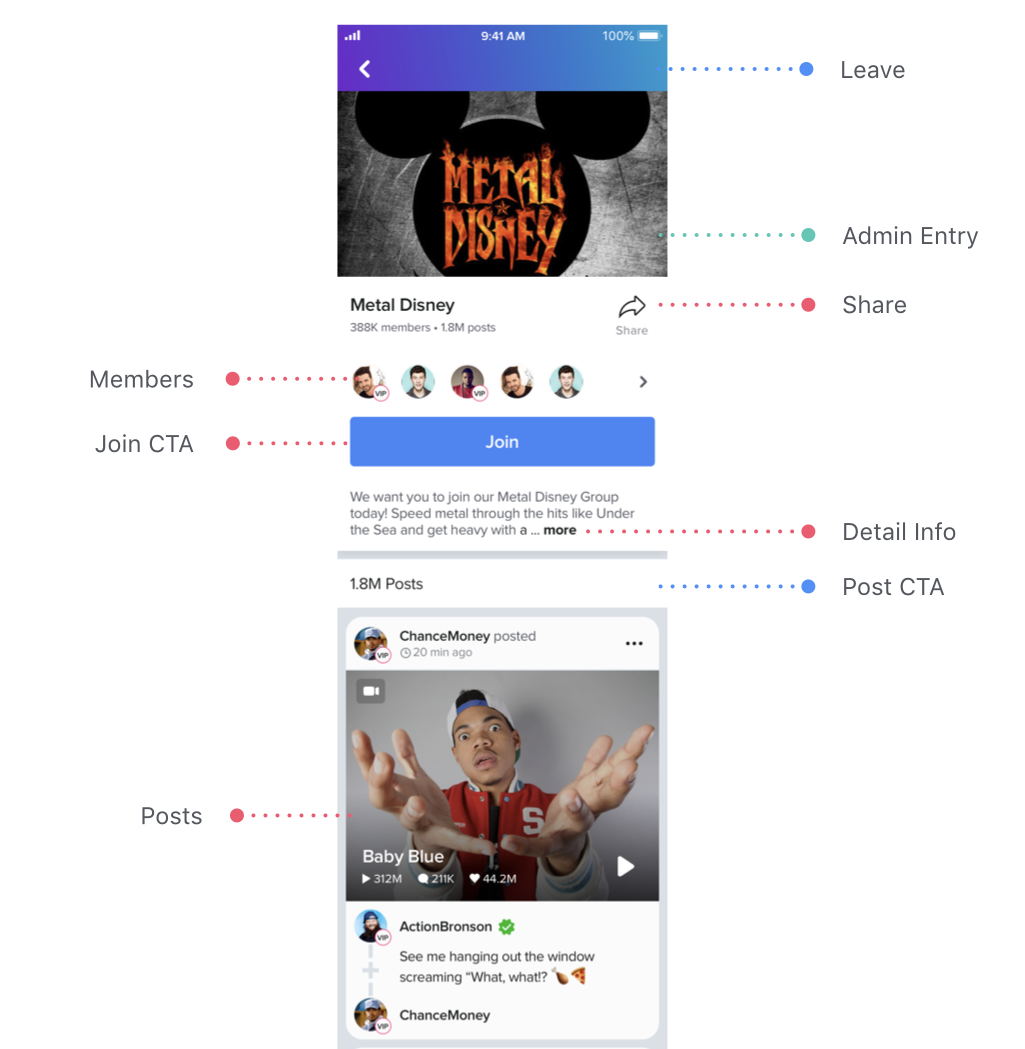 9:41 AM
100%
Leave
METAL
DISNEY
Admin Entry
Metal Disney
388K members • 1.8M posts
Share
Share
Members
VIP
VIP
Join CTA
Join
We want you to join our Metal Disney Group
today! Speed metal through the hits like Under
the Sea and get heavy with a ... more
Detail Info
1.8M Posts
Post CTA
ChanceMoney posted
VIP
20 min ago
Posts
S
Baby Blue
312M 211K 44.2M
ActionBronson
VIP
See me hanging out the window
screaming “What, what!? 🍗🍕
ChanceMoney
VIP